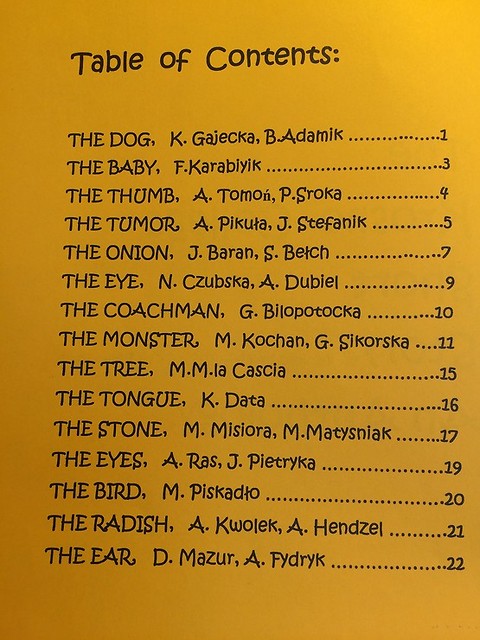 Table of Contents:
THE DOG, K. Gajecka, B.Adamik ..................1
THE BABY, F.Karabiyik ...............................3
THE THUMB, A. Tomoń, P.Sroka .................4
THE TUMOR, A. Pikuła, J. Stefanik .............5
THE ONION, J. Baran, S. Bełch ...................7
THE EYE, N. Czubska, A. Dubiel ..................9
THE COACHMAN, G. Bilopotocka ............10
THE MONSTER, M. Kochan, G. Sikorska ....11
THE TREE, M.M.la Cascia ..........................15
THE TONGUE, K. Data ..............................16
THE STONE, M. Misiora, M.Matysniak ........17
THE EYES, A. Ras, J. Pietryka .....................19
THE BIRD, M. Piskadło ..............................20
THE RADISH, A. Kwolek, A. Hendzel ..........21
THE EAR, D. Mazur, A. Fydryk ....................22